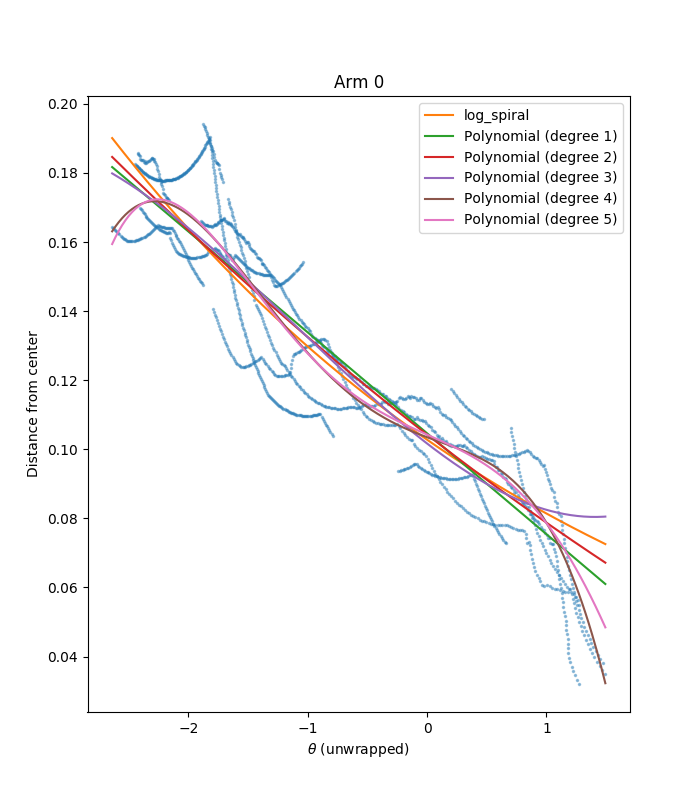 Arm 0
0.20
0.18
0.16
0.14
0.12
0.10
0.08
0.06
0.04
Distance from center
log_spiral
Polynomial (degree 1)
Polynomial (degree 2)
Polynomial (degree 3)
Polynomial (degree 4)
Polynomial (degree 5)
−2
−1
0
1
θ (unwrapped)